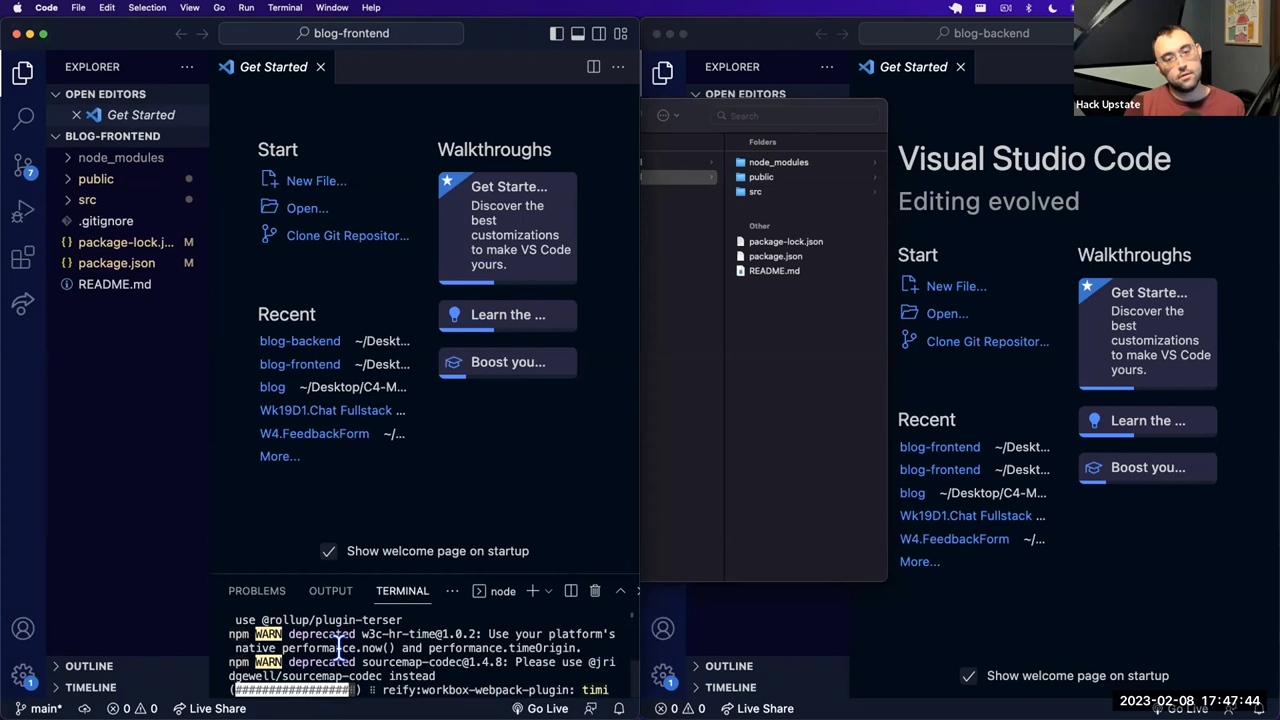 Code File Edit Selection View Go Run Terminal Window Help
blog-frontend
EXPLORER
OPEN EDITORS
Get Started
BLOG-FRONTEND
node_modules
public
src
.gitignore
package-lock.j... M
package.json M
README.md
7
Get Started
Start
New File...
Open...
Clone Git Repositor...
Recent
blog-backend ~/Deskt...
blog-frontend ~/Deskt...
blog ~/Desktop/C4-M...
Wk19D1.Chat Fullstack ...
W4.FeedbackForm ~/...
More...
Walkthroughs
Get Starte...
Discover the
best
customizations
to make VS Code
yours.
Learn the ...
Boost you...
Show welcome page on startup
PROBLEMS OUTPUT TERMINAL ... node
use @rollup/plugin-terser
npm WARN deprecated w3c-hr-time@1.0.2: Use your platform's
native performance.now() and performance.timeOrigin.
npm WARN deprecated sourcemap-codec@1.4.8: Please use @jri
dgewell/sourcemap-codec instead
(##################) ⠇ reify:workbox-webpack-plugin: timi
OUTLINE
TIMELINE
main* 0 0 Live Share Go Live
blog-backend
EXPLORER
OPEN EDITORS
Get Started
Search
Folders
node_modules
public
src
Other
package-lock.json
package.json
README.md
Visual Studio Code
Editing evolved
Start
New File...
Open...
Clone Git Repositor...
Recent
blog-frontend ~/Deskt...
blog-frontend ~/Deskt...
blog ~/Desktop/C4-M...
Wk19D1.Chat Fullstack ...
W4.FeedbackForm ~/...
More...
Walkthroughs
Get Starte...
Discover the
best
customizations
to make VS Code
yours.
Learn the ...
Boost you...
Show welcome page on startup
OUTLINE
TIMELINE
0 0 Live Share
Hack Upstate
2023-02-08 17:47:44